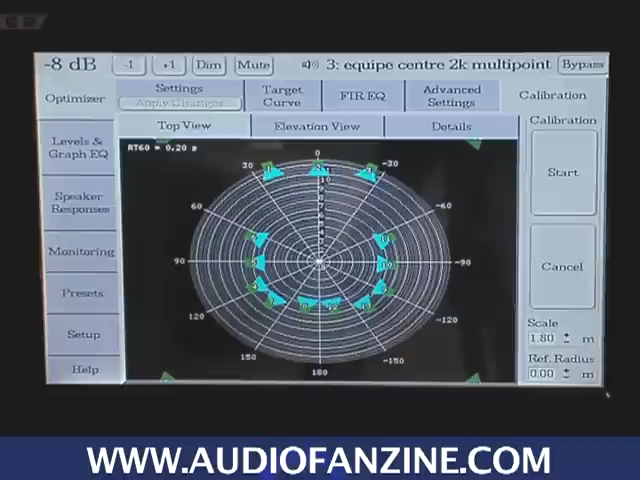 -8 dB -1 +1 Dim Mute 3: equipe centre 2k multipoint Bypass
Optimizer Settings Target Curve FIR EQ Advanced Settings Calibration
Apply Changes
Top View Elevation View Details
Levels & Graph EQ
Speaker Responses
Monitoring
Presets
Setup
Help
RT60 = 0.20 s
0
30 -30
10
60 -60
90 -90
120 -120
150 -150
180
Calibration
Start
Cancel
Scale
1.80 m
Ref. Radius
0.00 m
WWW.AUDIOFANZINE.COM